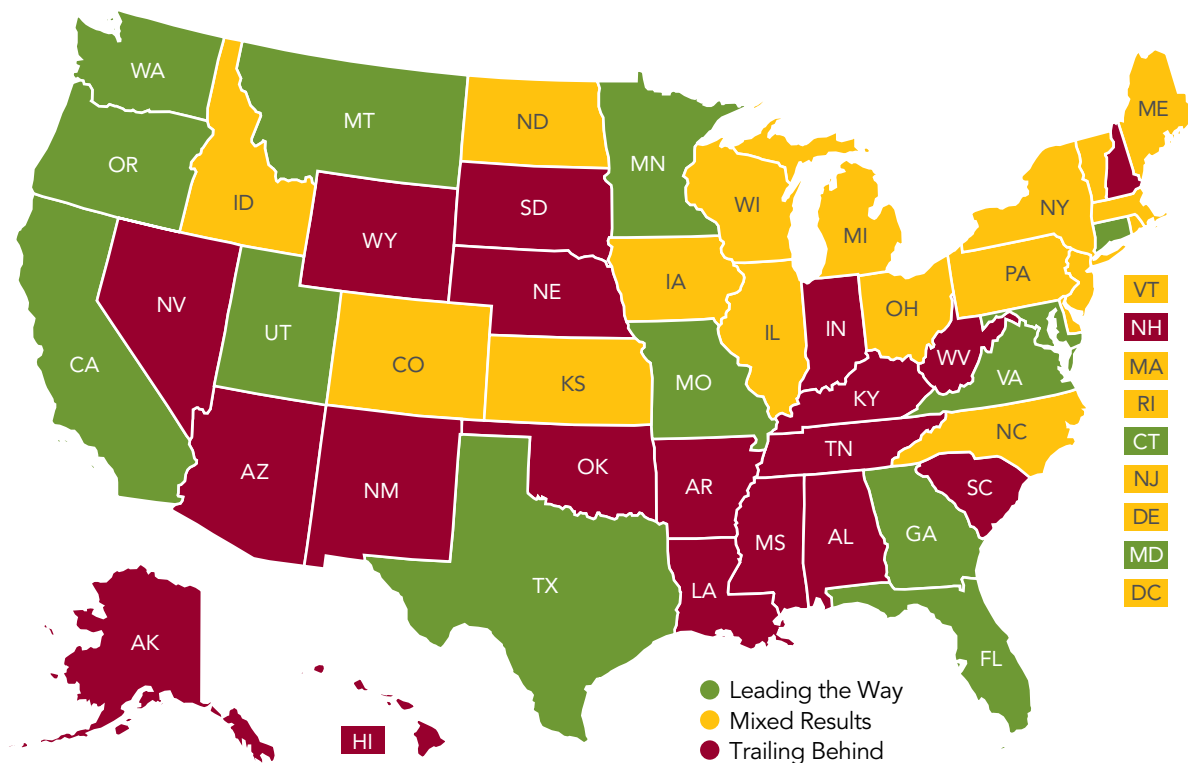 WA
MT
ND
MN
ME
OR
ID
SD
WI
MI
NY
WY
NV
NE
IA
PA
UT
CA
CO
KS
MO
IL
IN
OH
WV
VA
KY
TN
NC
AZ
NM
OK
AR
SC
MS
AL
GA
TX
LA
FL
AK
HI
VT
NH
MA
RI
CT
NJ
DE
MD
DC
Leading the Way
Mixed Results
Trailing Behind